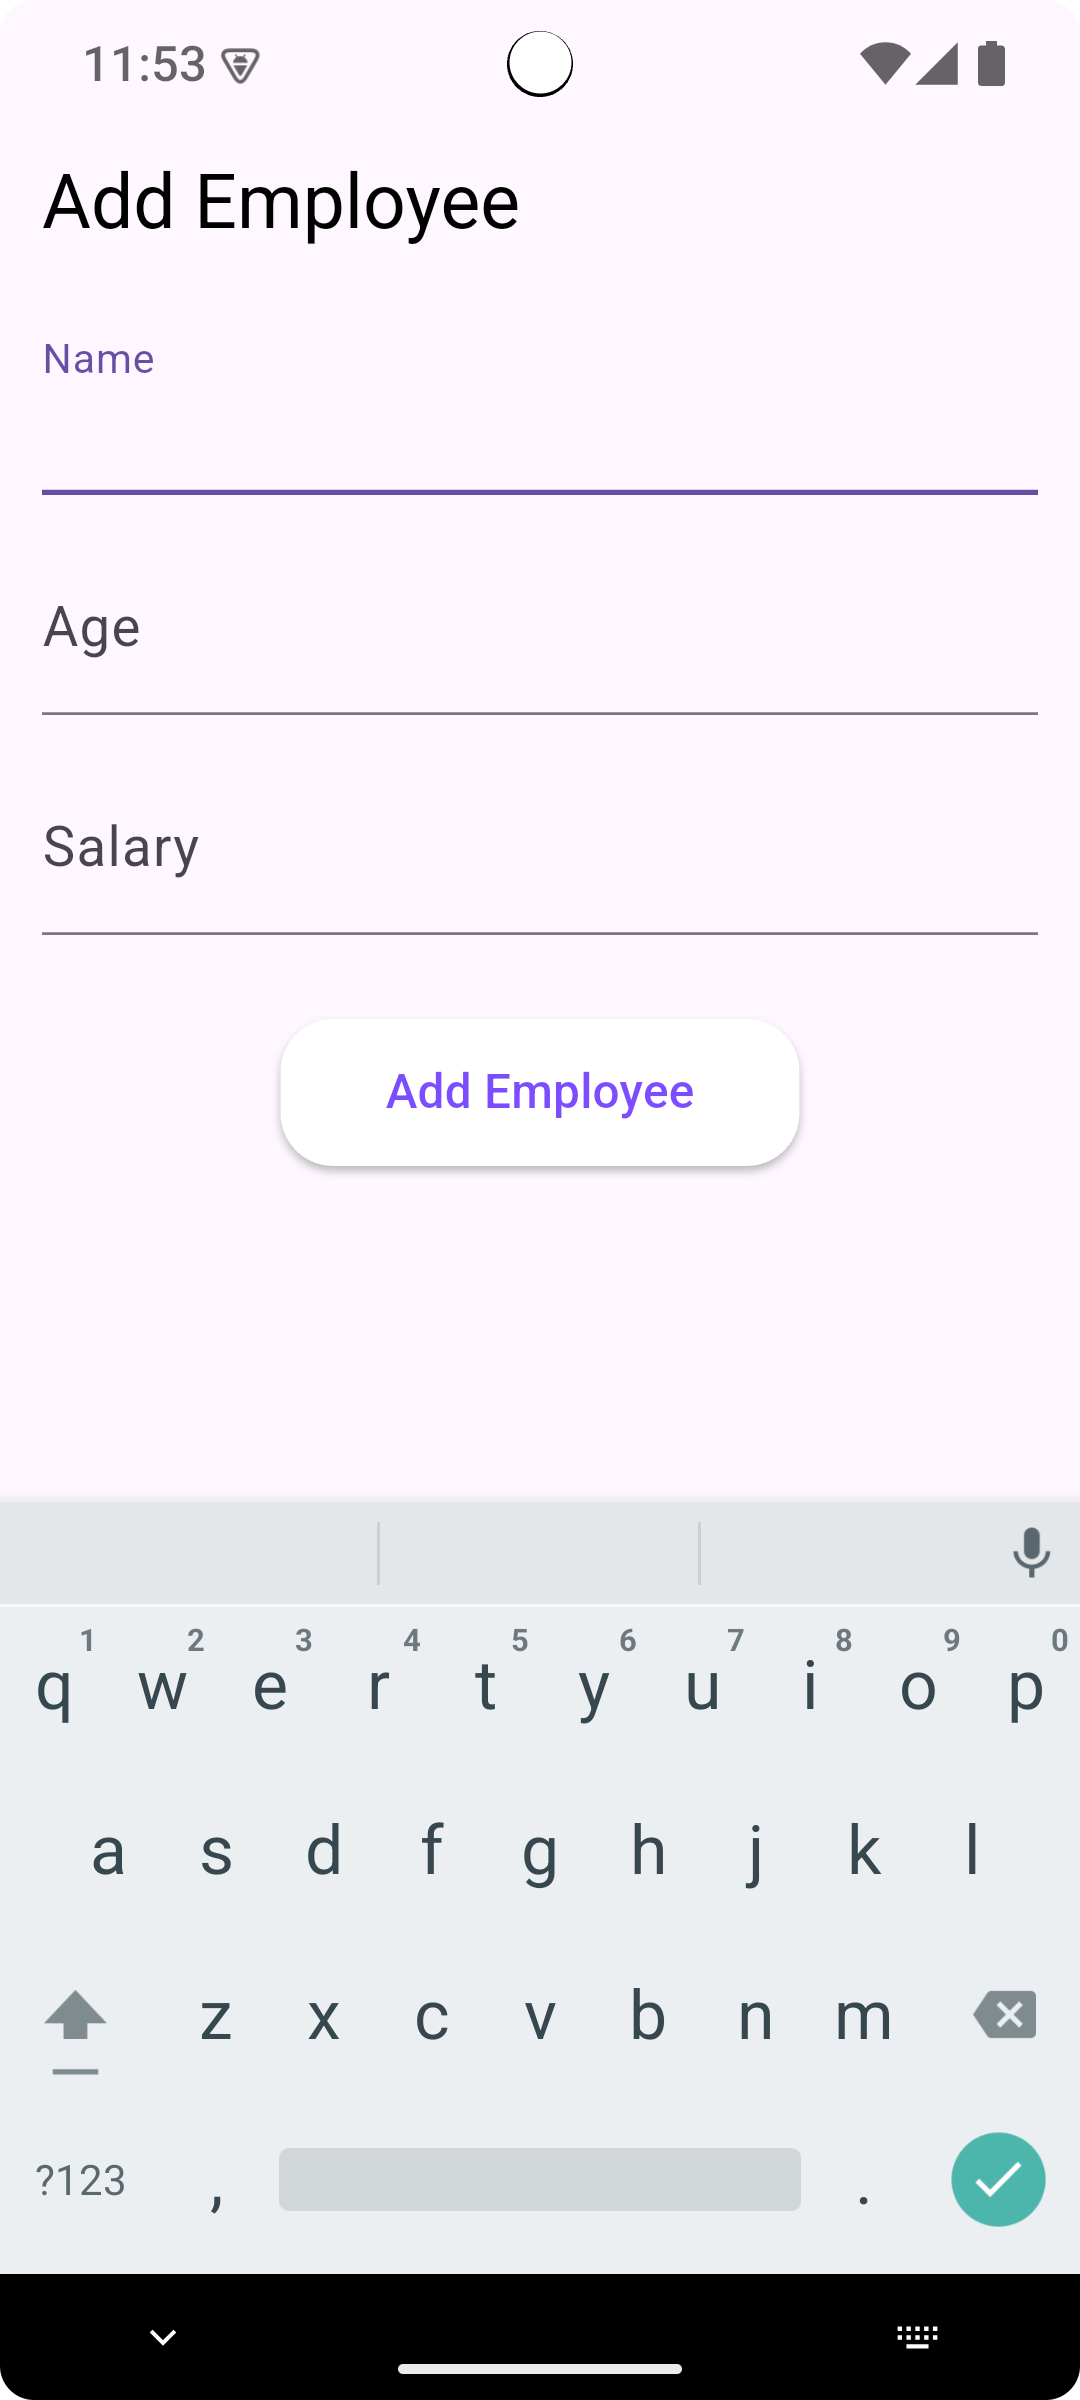 11:53
Add Employee
Name
Age
Salary
Add Employee
1 2 3 4 5 6 7 8 9 0
q w e r t y u i o p
a s d f g h j k l
z x c v b n m
?123 , .